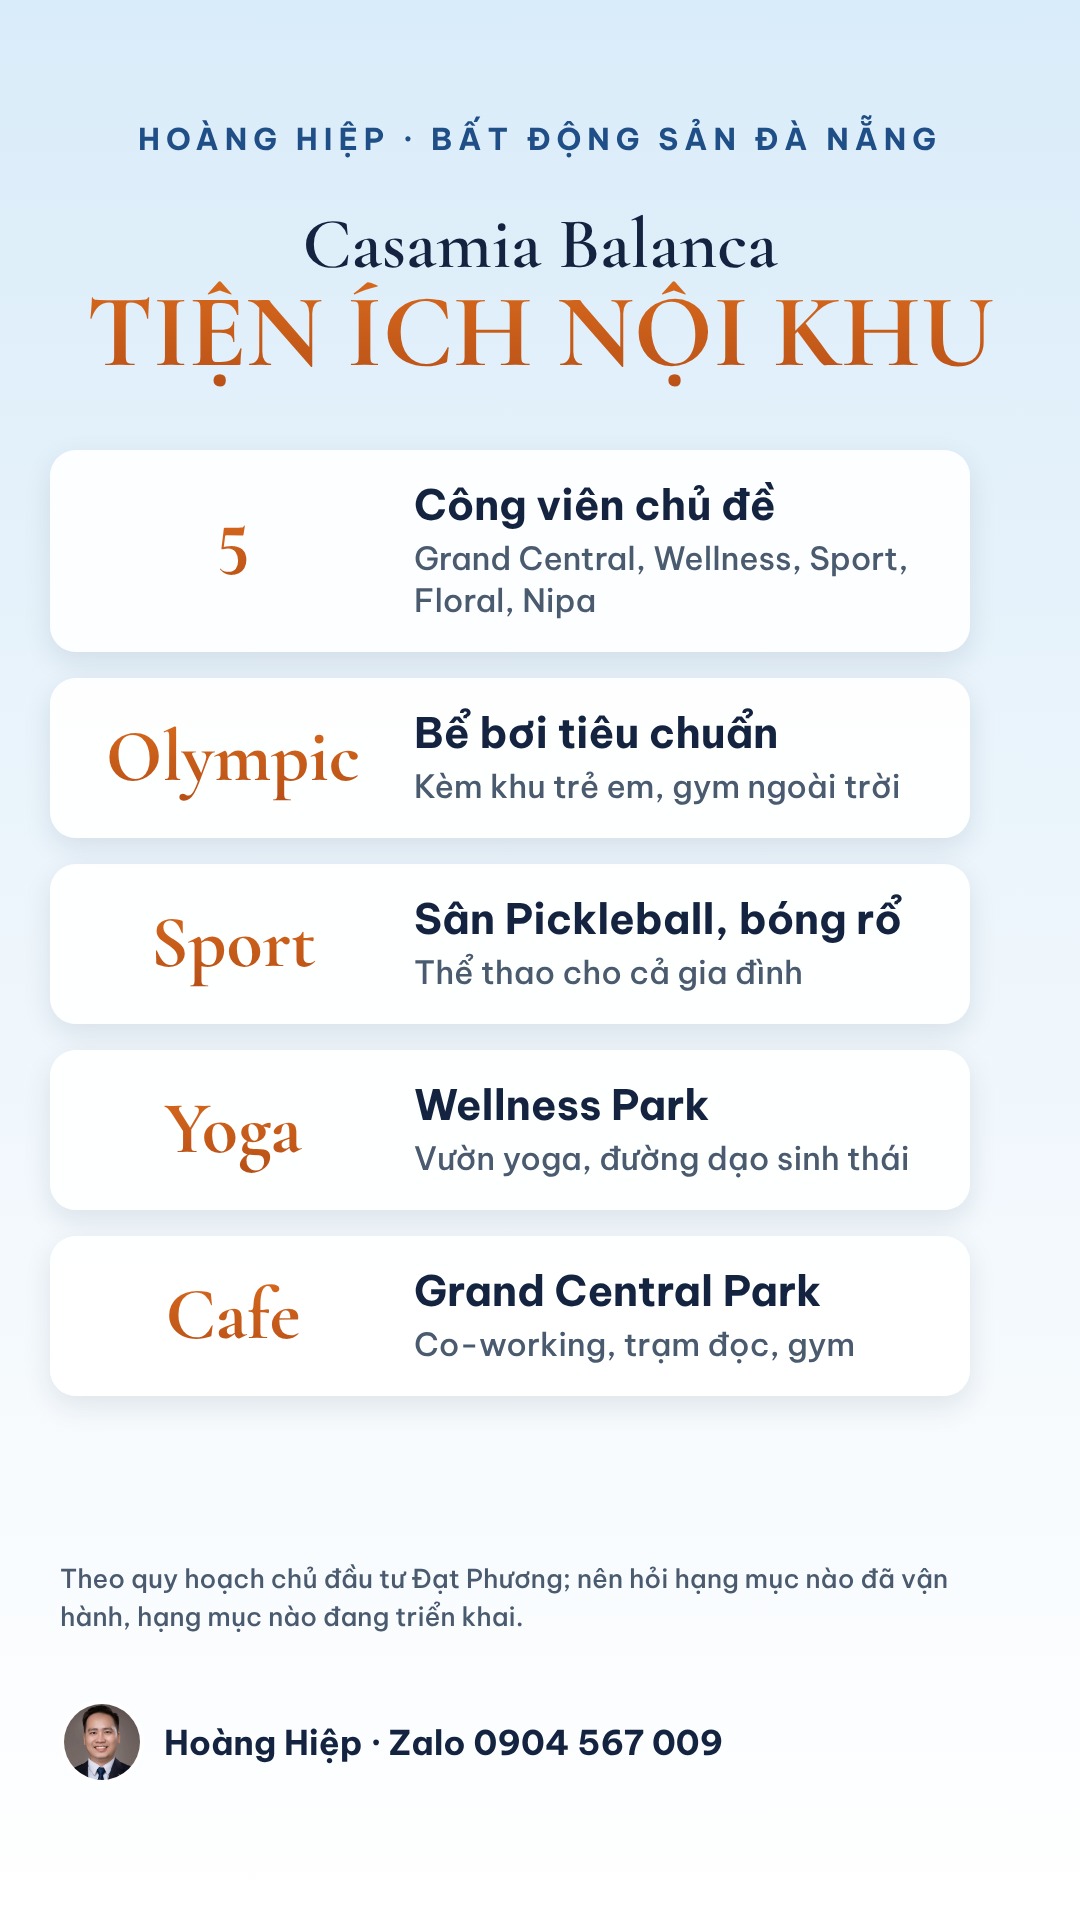 HOÀNG HIỆP · BẤT ĐỘNG SẢN ĐÀ NẴNG
Casamia Balanca
TIỆN ÍCH NỘI KHU
5
Công viên chủ đề
Grand Central, Wellness, Sport,
Floral, Nipa
Olympic
Bể bơi tiêu chuẩn
Kèm khu trẻ em, gym ngoài trời
Sport
Sân Pickleball, bóng rổ
Thể thao cho cả gia đình
Yoga
Wellness Park
Vườn yoga, đường dạo sinh thái
Cafe
Grand Central Park
Co-working, trạm đọc, gym
Theo quy hoạch chủ đầu tư Đạt Phương; nên hỏi hạng mục nào đã vận
hành, hạng mục nào đang triển khai.
Hoàng Hiệp · Zalo 0904 567 009